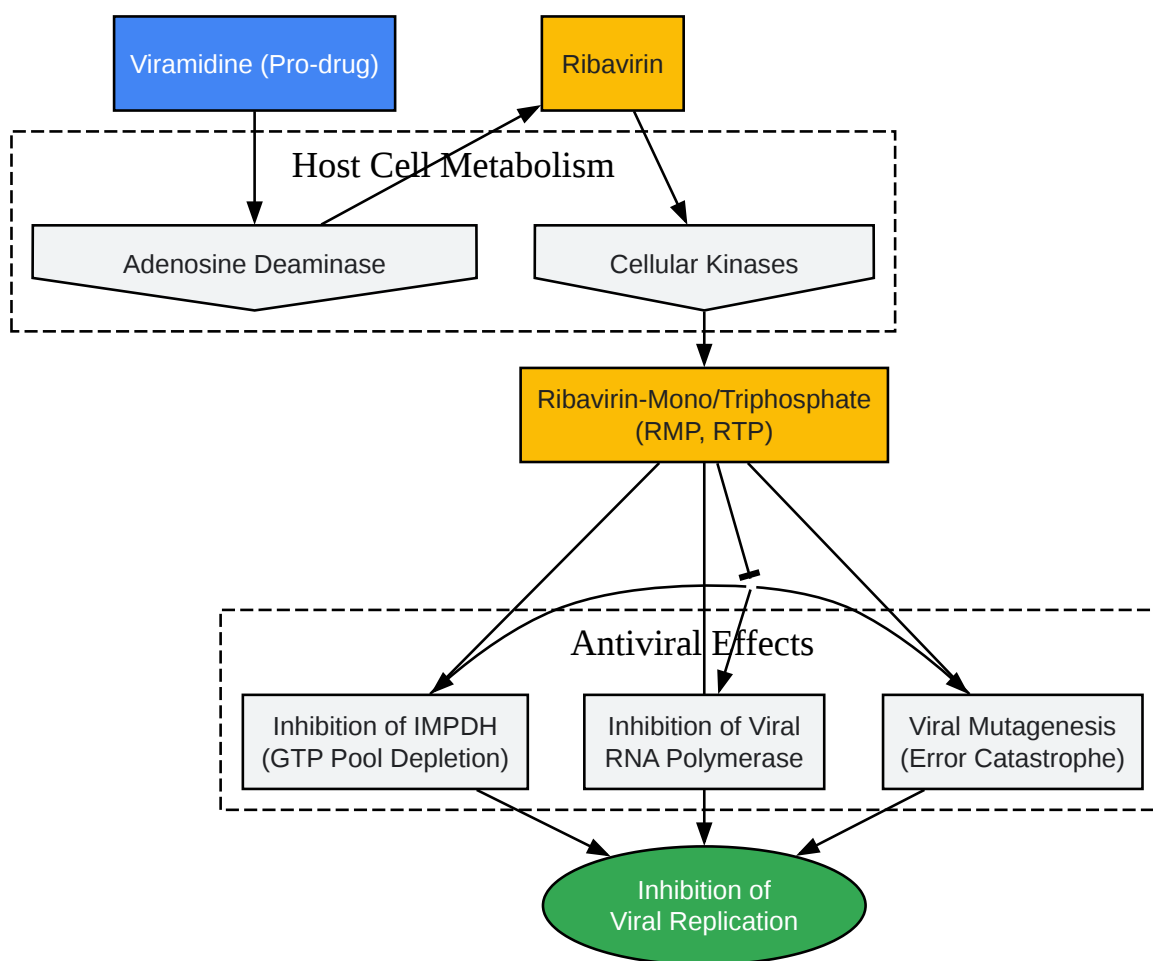 Viramidine (Pro-drug)
Ribavirin
Host Cell Metabolism
Adenosine Deaminase
Cellular Kinases
Ribavirin-Mono/Triphosphate
(RMP, RTP)
Antiviral Effects
Inhibition of IMPDH
(GTP Pool Depletion)
Inhibition of Viral
RNA Polymerase
Viral Mutagenesis
(Error Catastrophe)
Inhibition of
Viral Replication